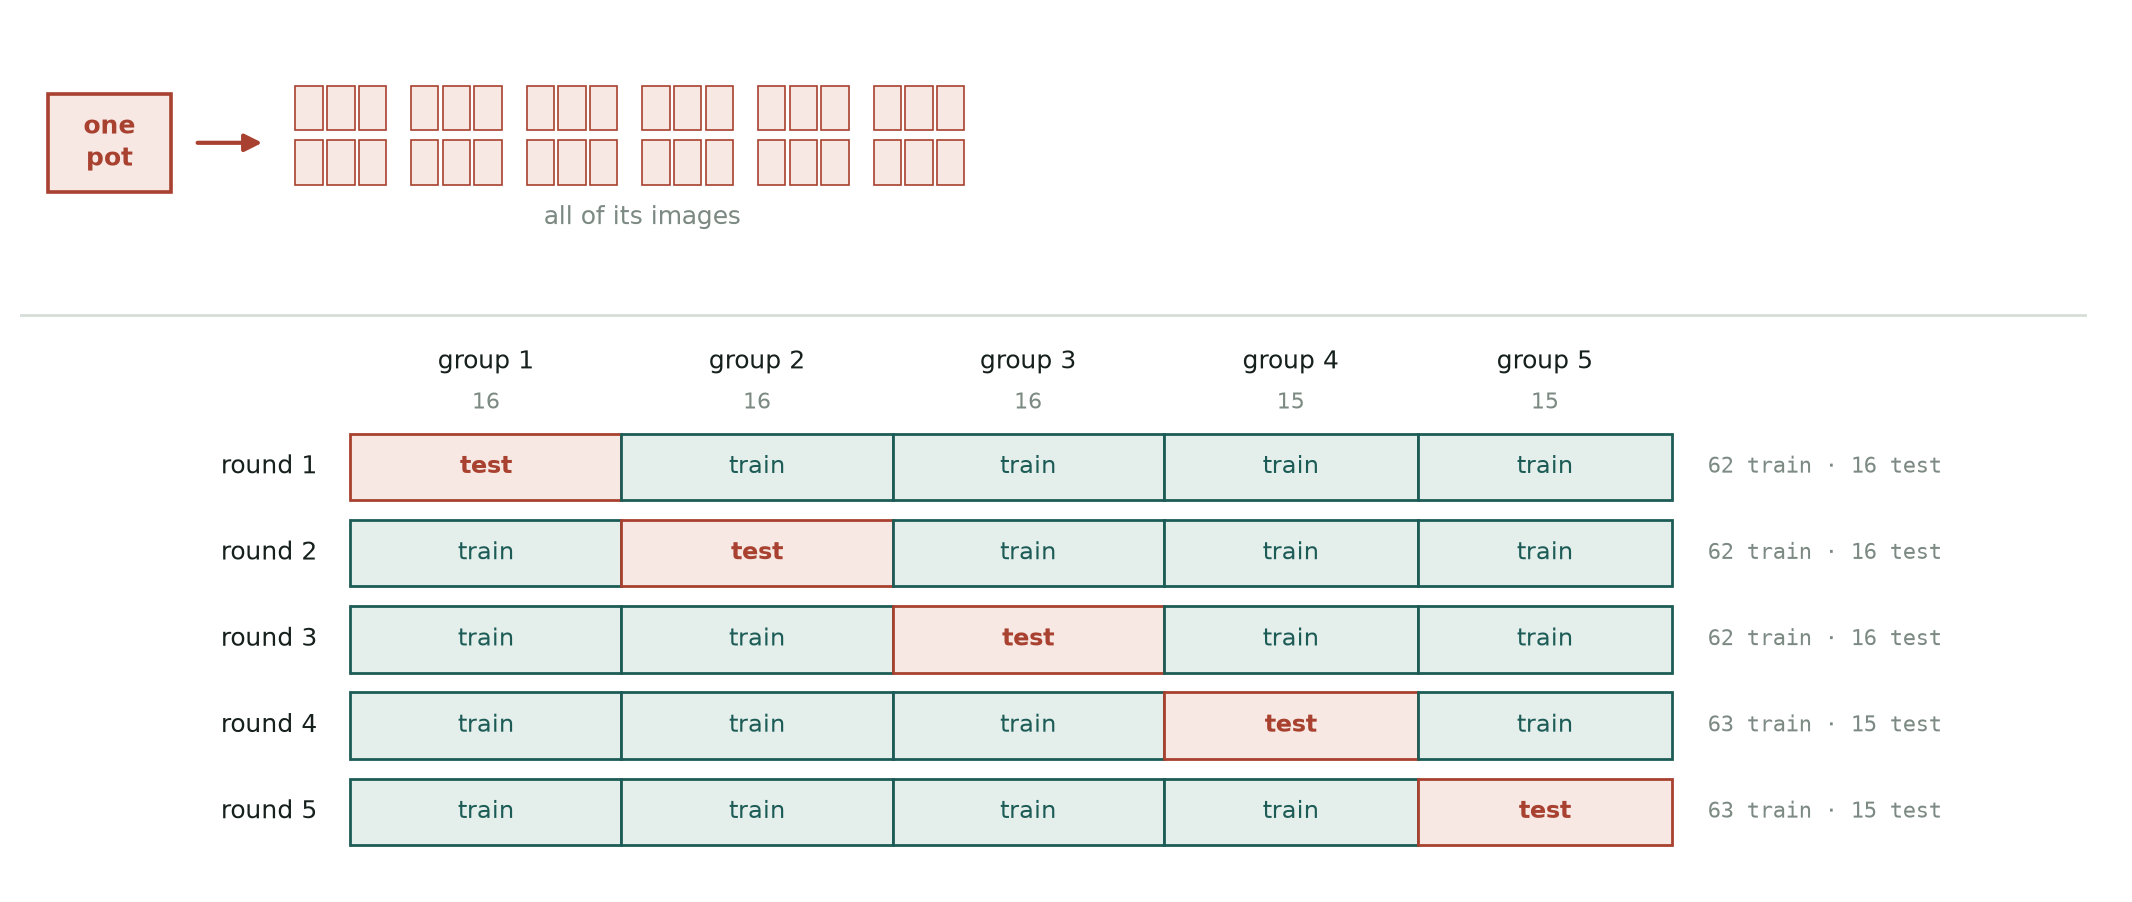 one
pot
all of its images
group 1 group 2 group 3 group 4 group 5
16 16 16 15 15
round 1 test train train train train 62 train · 16 test
round 2 train test train train train 62 train · 16 test
round 3 train train test train train 62 train · 16 test
round 4 train train train test train 63 train · 15 test
round 5 train train train train test 63 train · 15 test